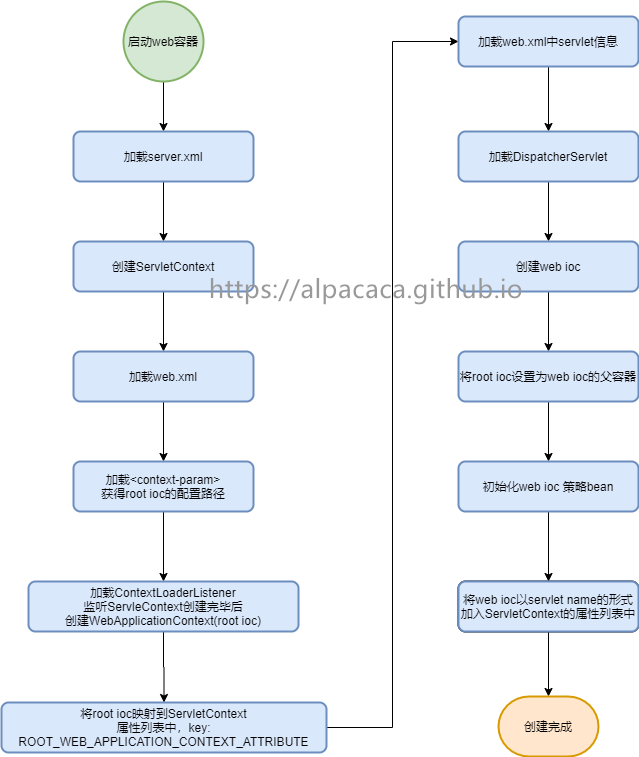 启动web容器
加载server.xml
创建ServletContext
加载web.xml
加载<context-param>
获得root ioc的配置路径
加载ContextLoaderListener
监听ServleContext创建完毕后
创建WebApplicationContext(root ioc)
将root ioc映射到ServletContext
属性列表中，key:
ROOT_WEB_APPLICATION_CONTEXT_ATTRIBUTE
加载web.xml中servlet信息
加载DispatcherServlet
创建web ioc
将root ioc设置为web ioc的父容器
初始化web ioc 策略bean
将web ioc以servlet name的形式
加入ServletContext的属性列表中
创建完成
https://alpacaca.github.io